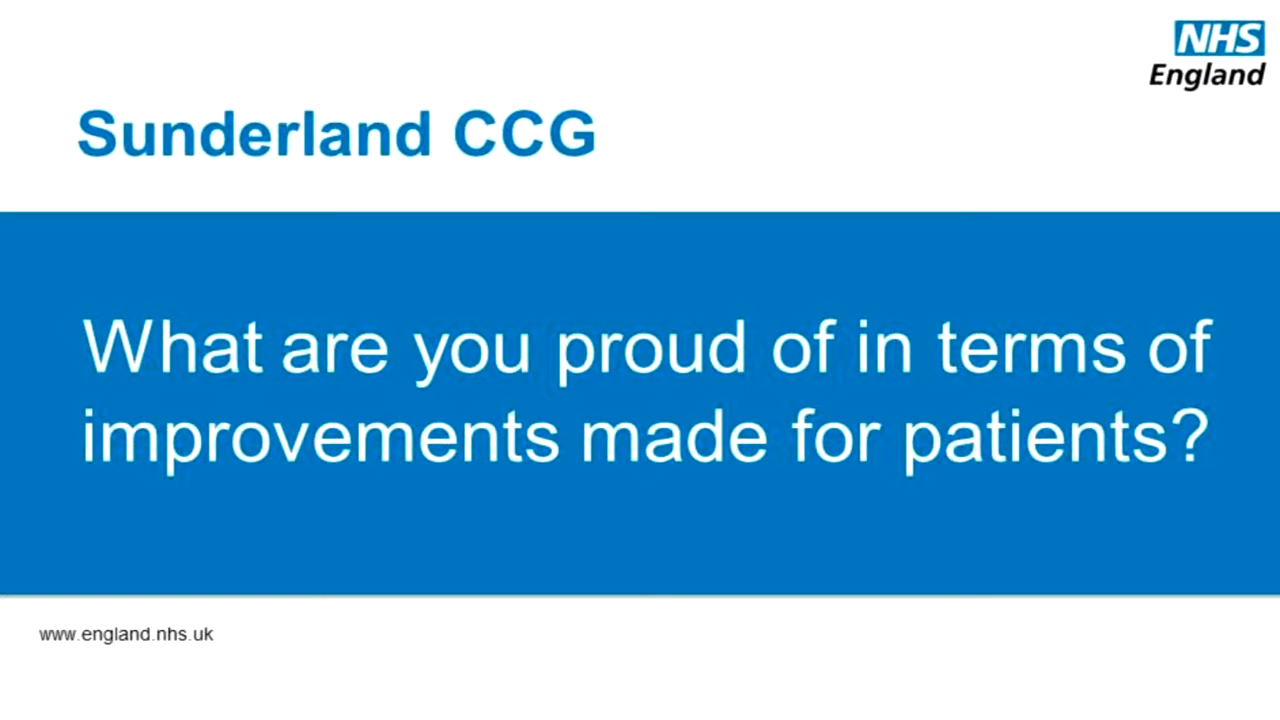 NHS
England
Sunderland CCG
What are you proud of in terms of
improvements made for patients?
www.england.nhs.uk